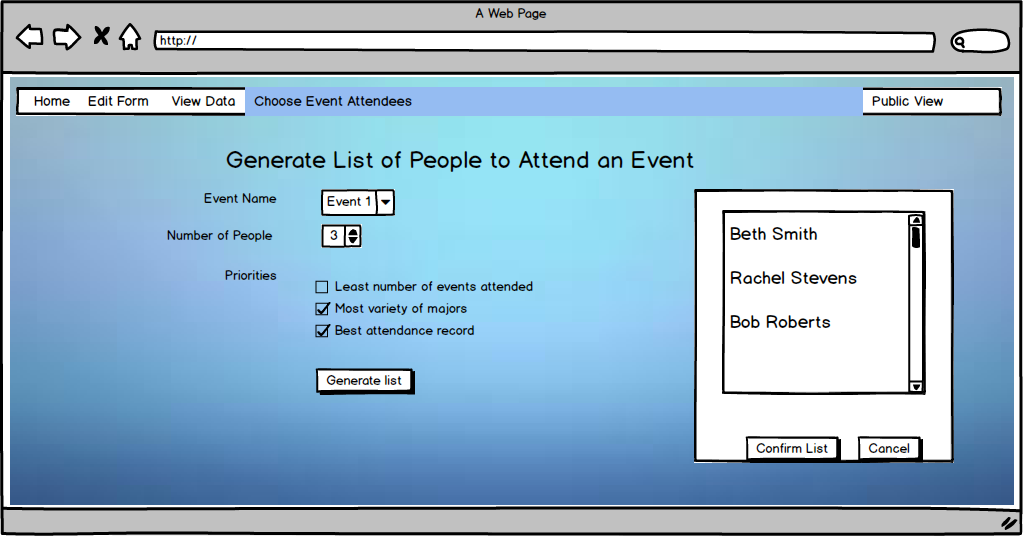 A Web Page
http://
Home Edit Form View Data Choose Event Attendees Public View
Generate List of People to Attend an Event
Event Name Event 1
Number of People 3
Priorities
Least number of events attended
Most variety of majors
Best attendance record
Generate list
Beth Smith
Rachel Stevens
Bob Roberts
Confirm List Cancel